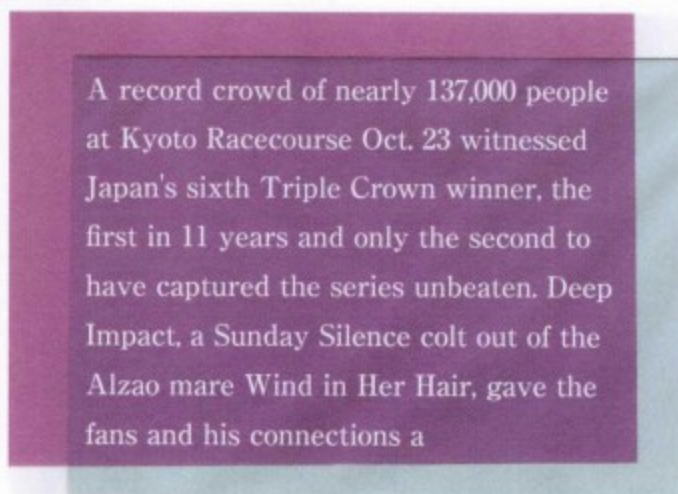 A record crowd of nearly 137,000 people
at Kyoto Racecourse Oct. 23 witnessed
Japan's sixth Triple Crown winner, the
first in 11 years and only the second to
have captured the series unbeaten. Deep
Impact, a Sunday Silence colt out of the
Alzao mare Wind in Her Hair, gave the
fans and his connections a